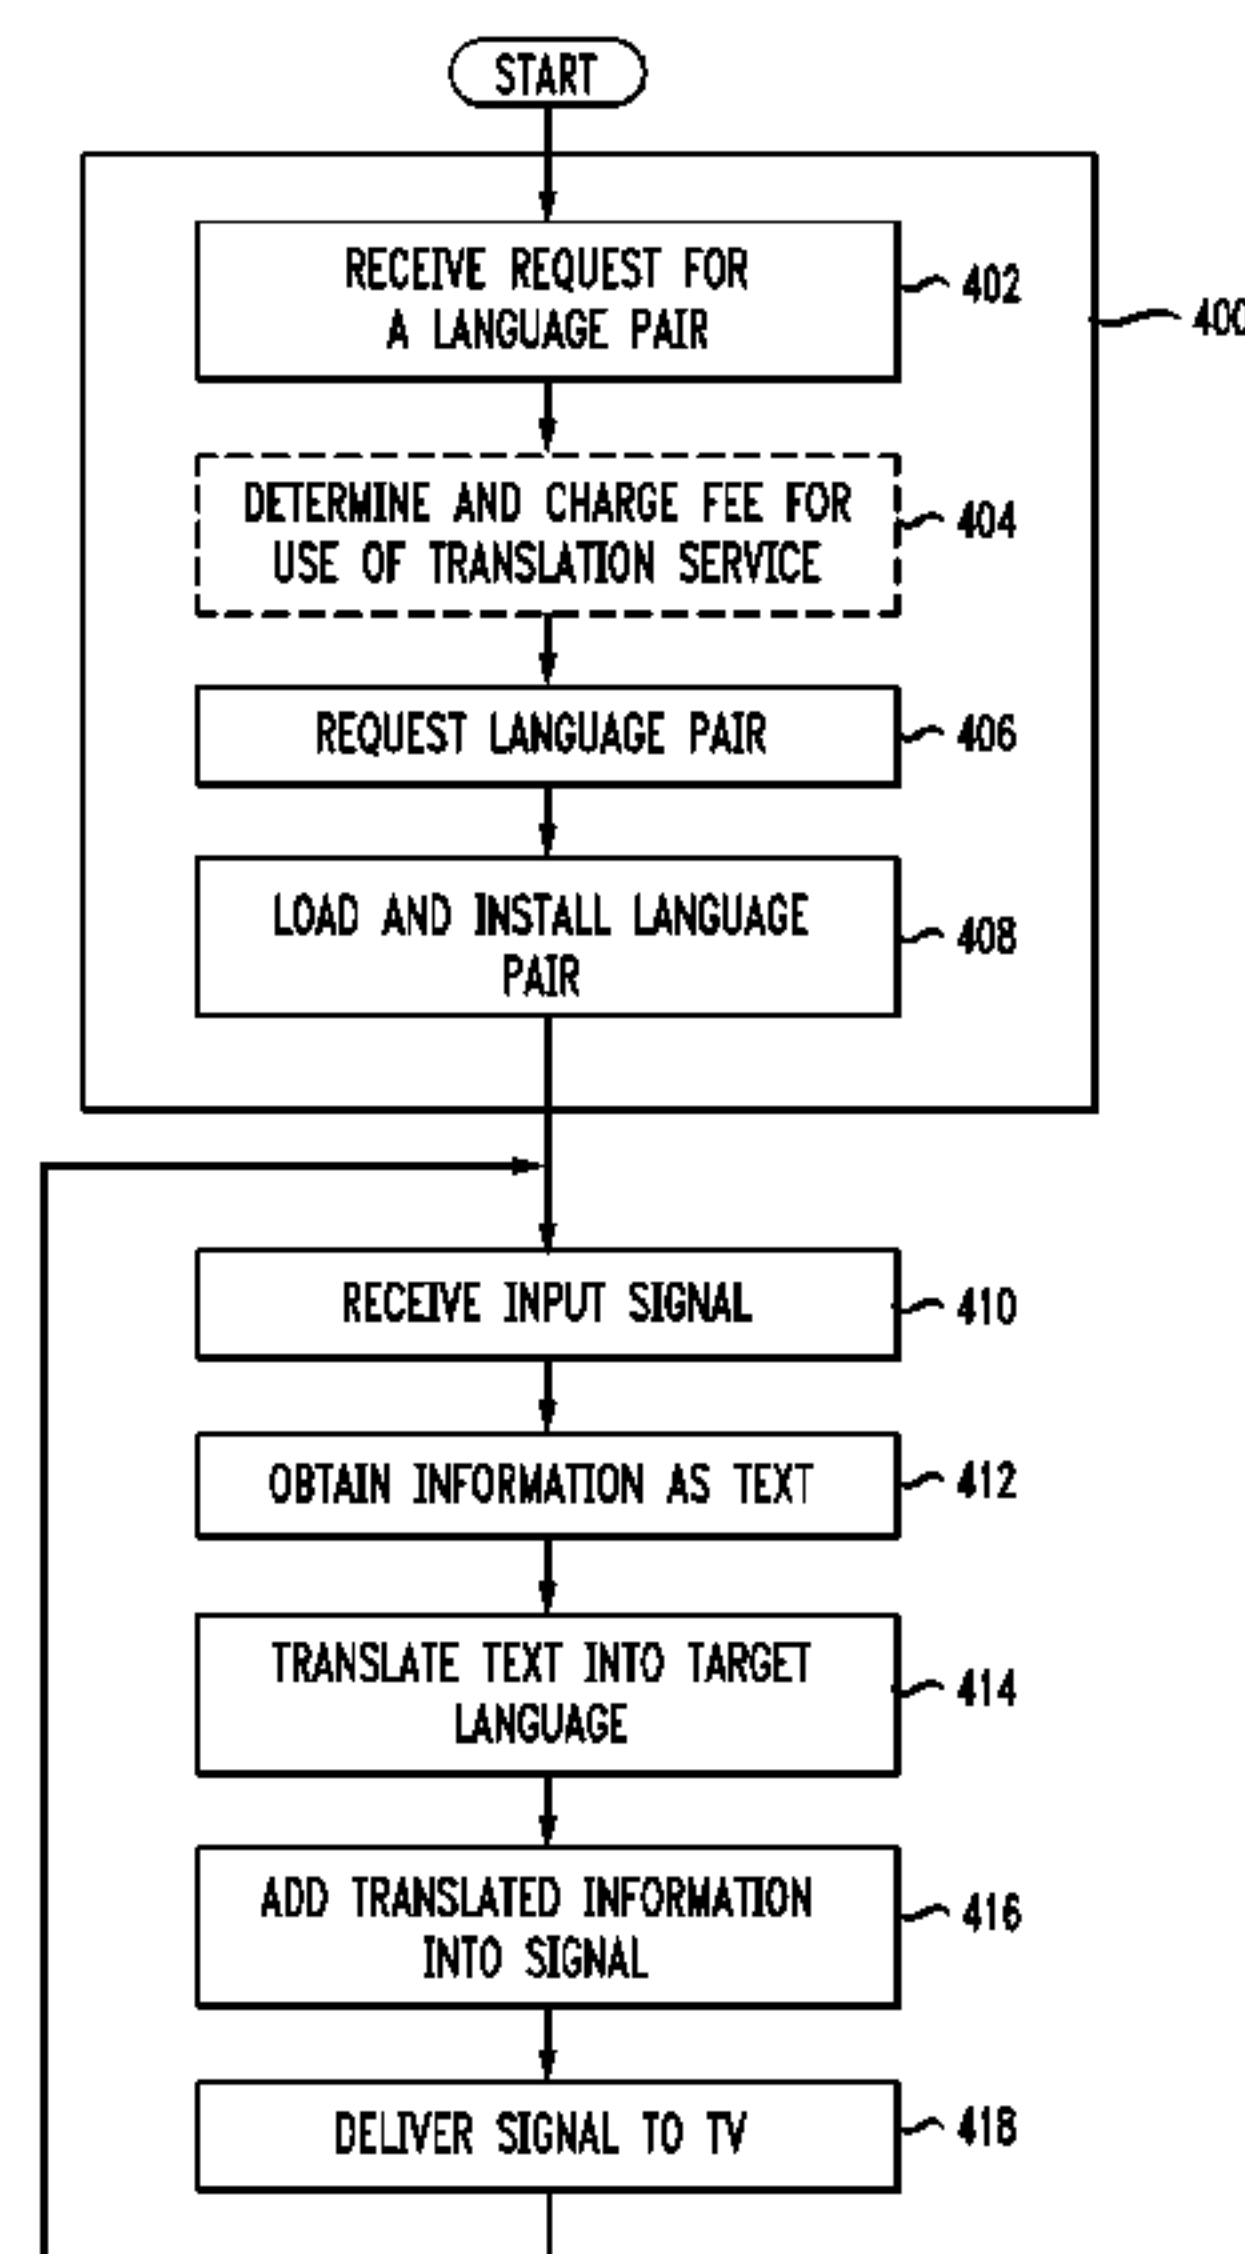 START
RECEIVE REQUEST FOR
A LANGUAGE PAIR
402
400
DETERMINE AND CHARGE FEE FOR
USE OF TRANSLATION SERVICE
404
REQUEST LANGUAGE PAIR
406
LOAD AND INSTALL LANGUAGE
PAIR
408
RECEIVE INPUT SIGNAL
410
OBTAIN INFORMATION AS TEXT
412
TRANSLATE TEXT INTO TARGET
LANGUAGE
414
ADD TRANSLATED INFORMATION
INTO SIGNAL
416
DELIVER SIGNAL TO TV
418